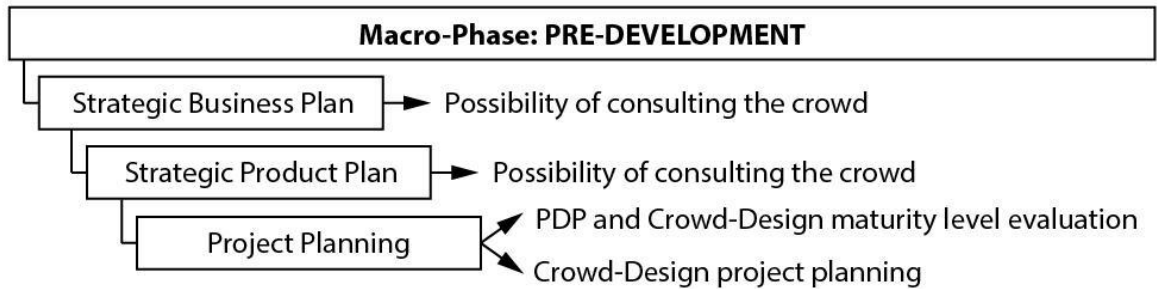 Macro-Phase: PRE-DEVELOPMENT
Strategic Business Plan
Possibility of consulting the crowd
Strategic Product Plan
Possibility of consulting the crowd
Project Planning
PDP and Crowd-Design maturity level evaluation
Crowd-Design project planning